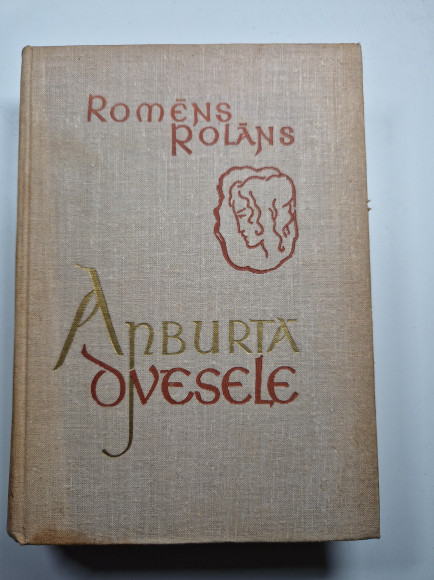 Romēns
Rolāns
Apburtā
dvesele